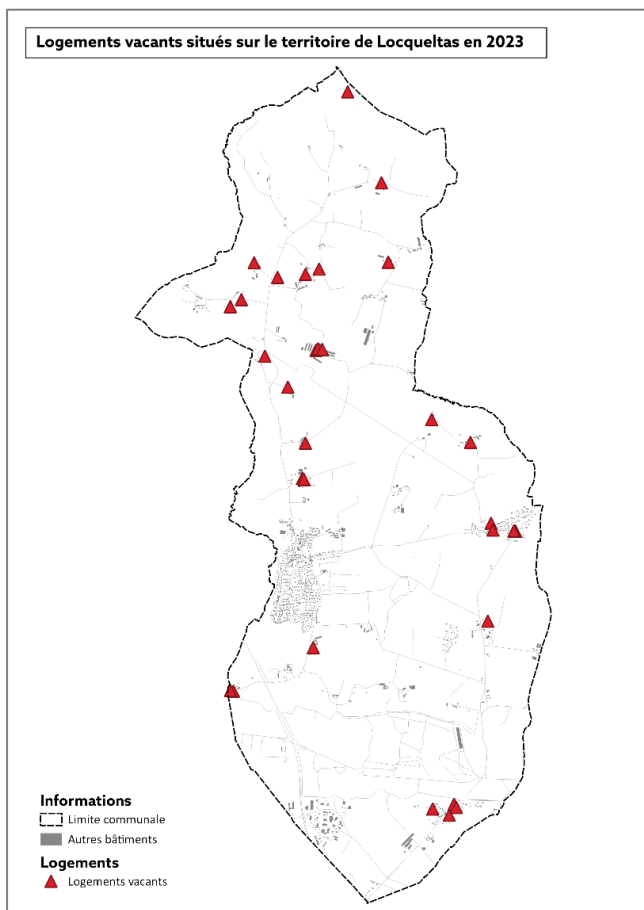 Logements vacants situés sur le territoire de Locqueltas en 2023
Informations
Limite communale
Autres bâtiments
Logements
Logements vacants